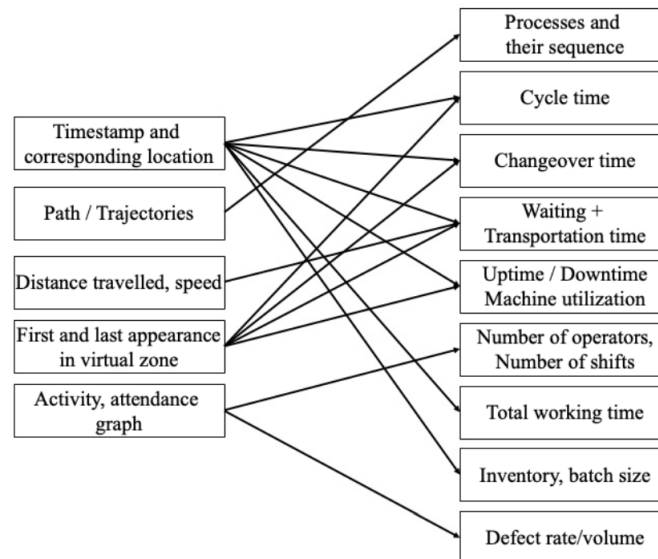 Timestamp and
corresponding location
Path / Trajectories
Distance travelled, speed
First and last appearance
in virtual zone
Activity, attendance
graph
Processes and
their sequence
Cycle time
Changeover time
Waiting +
Transportation time
Uptime / Downtime
Machine utilization
Number of operators,
Number of shifts
Total working time
Inventory, batch size
Defect rate/volume